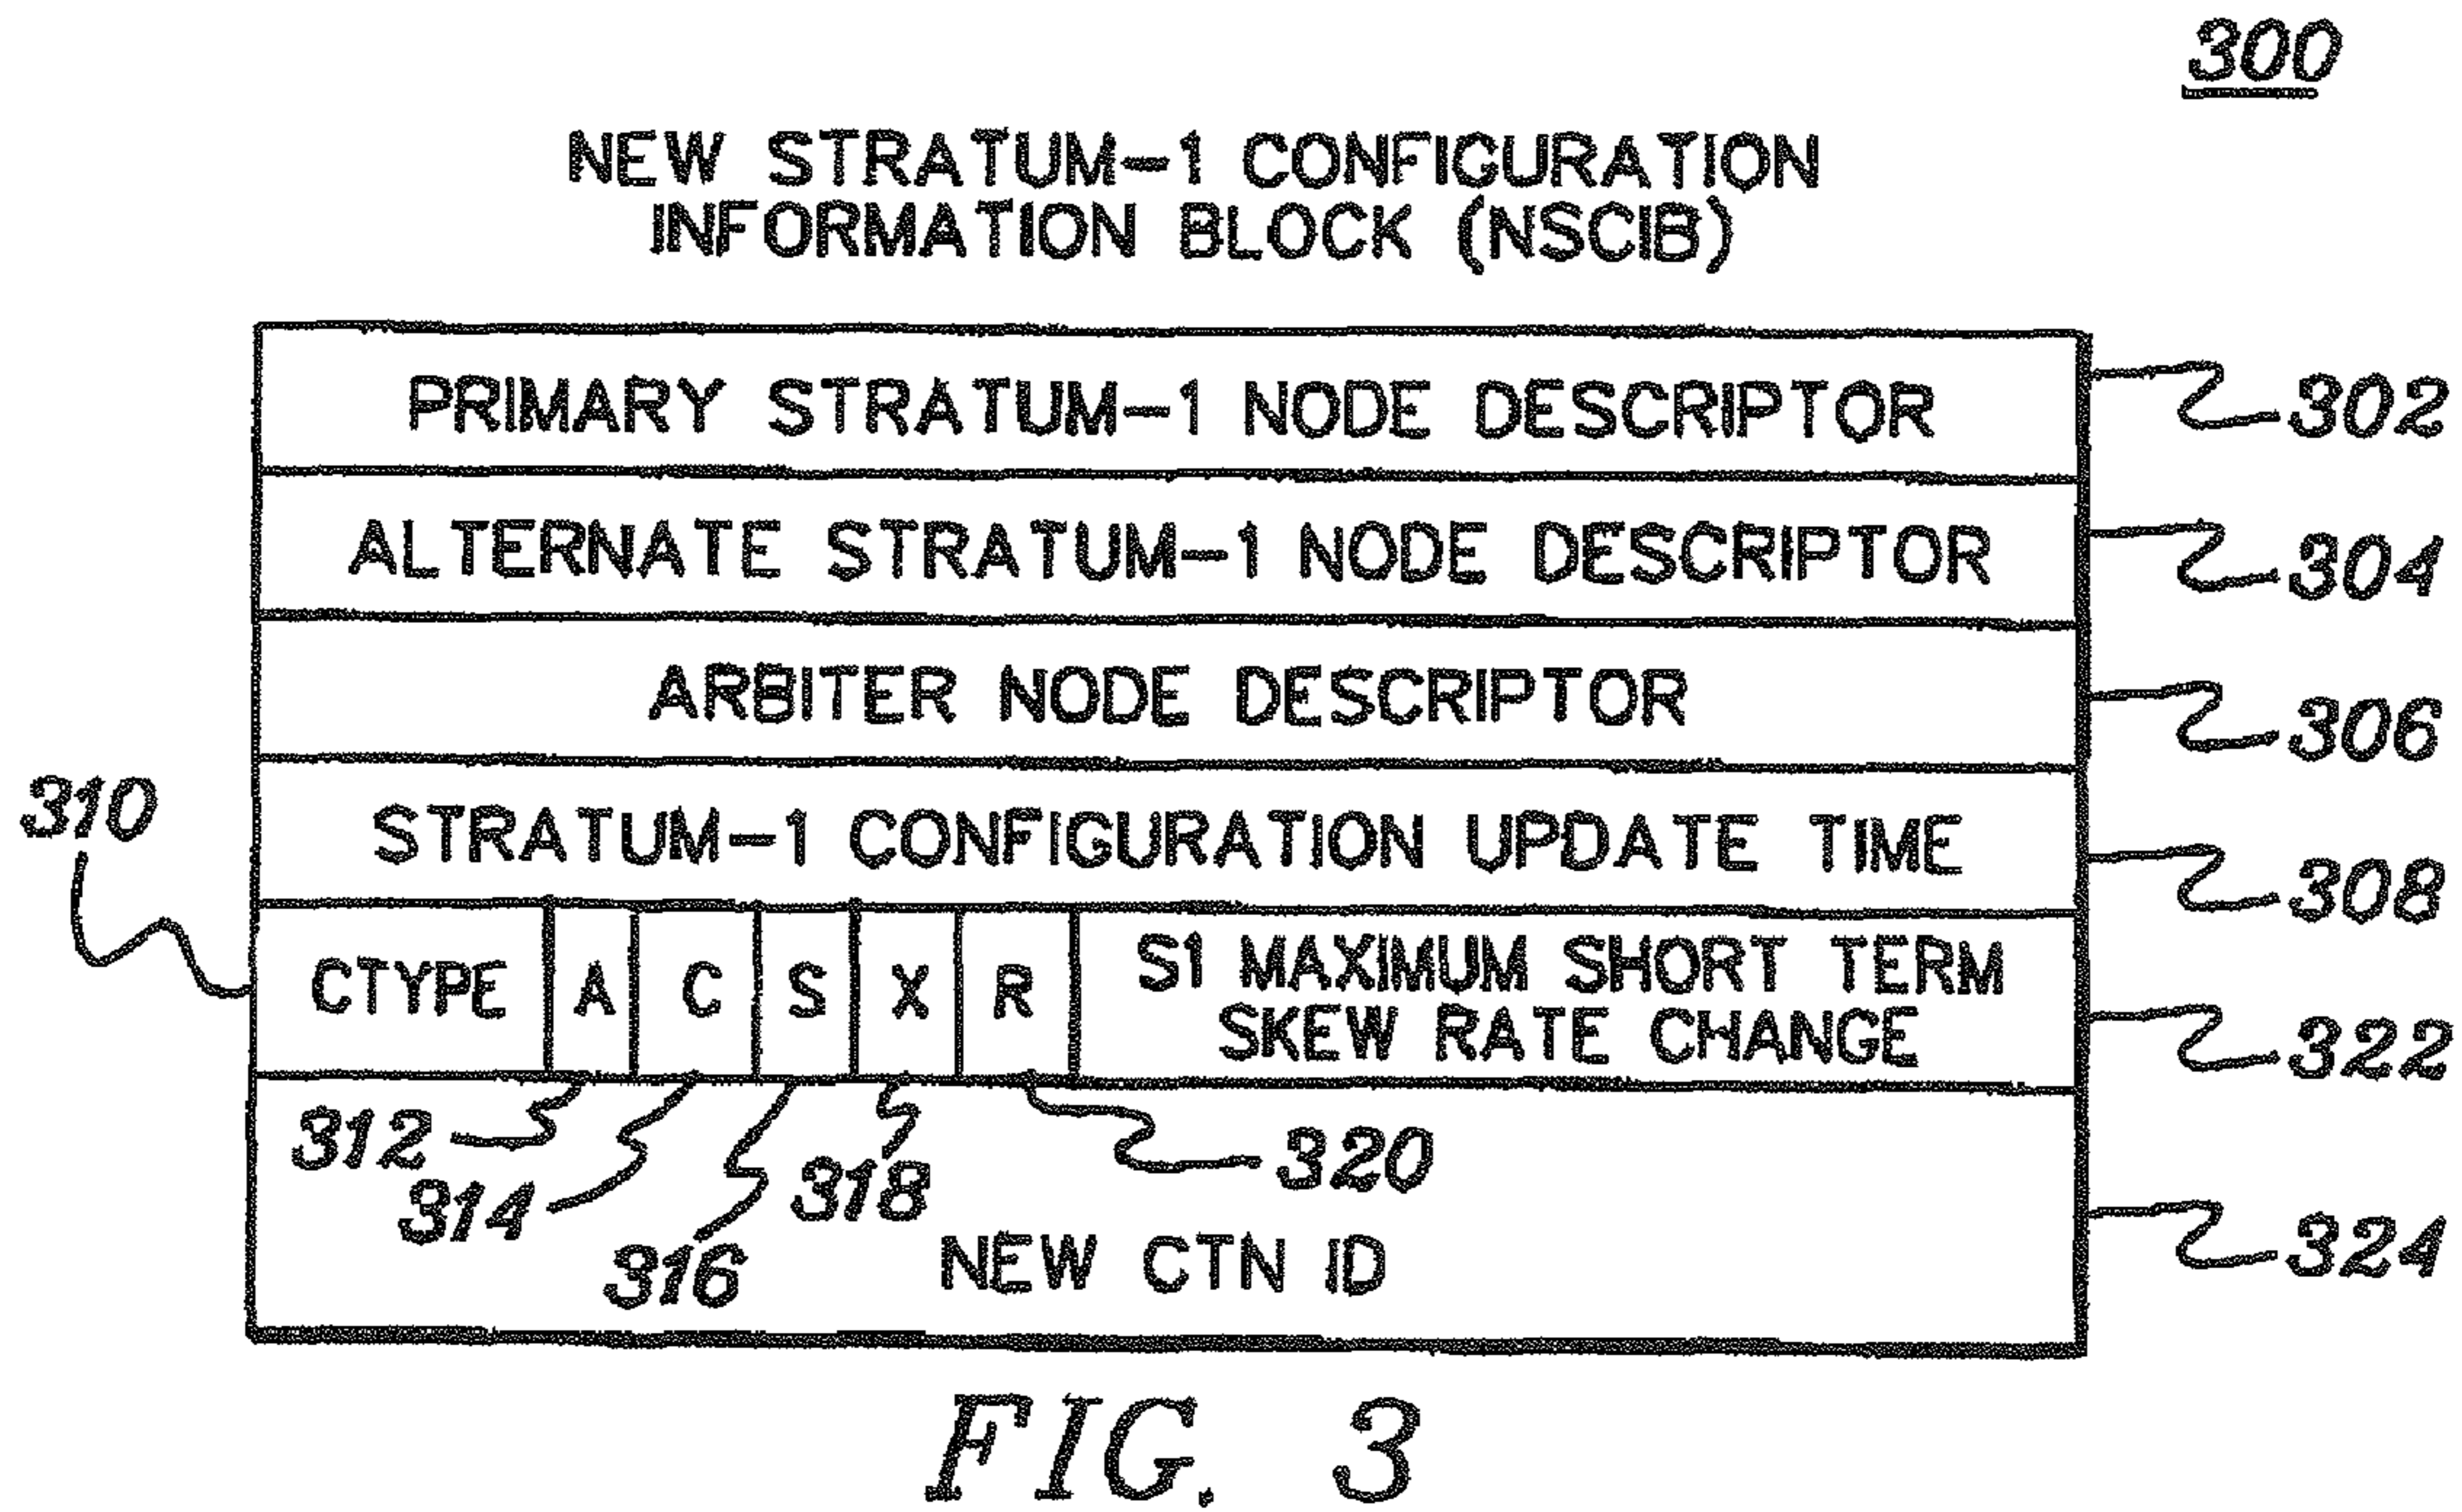 300
NEW STRATUM-1 CONFIGURATION
INFORMATION BLOCK (NSCIB)
PRIMARY STRATUM-1 NODE DESCRIPTOR
302
ALTERNATE STRATUM-1 NODE DESCRIPTOR
304
ARBITER NODE DESCRIPTOR
306
310
STRATUM-1 CONFIGURATION UPDATE TIME
308
CTYPE A C S X R
S1 MAXIMUM SHORT TERM
SKEW RATE CHANGE
322
312
314
316
318
320
NEW CTN ID
324
FIG. 3